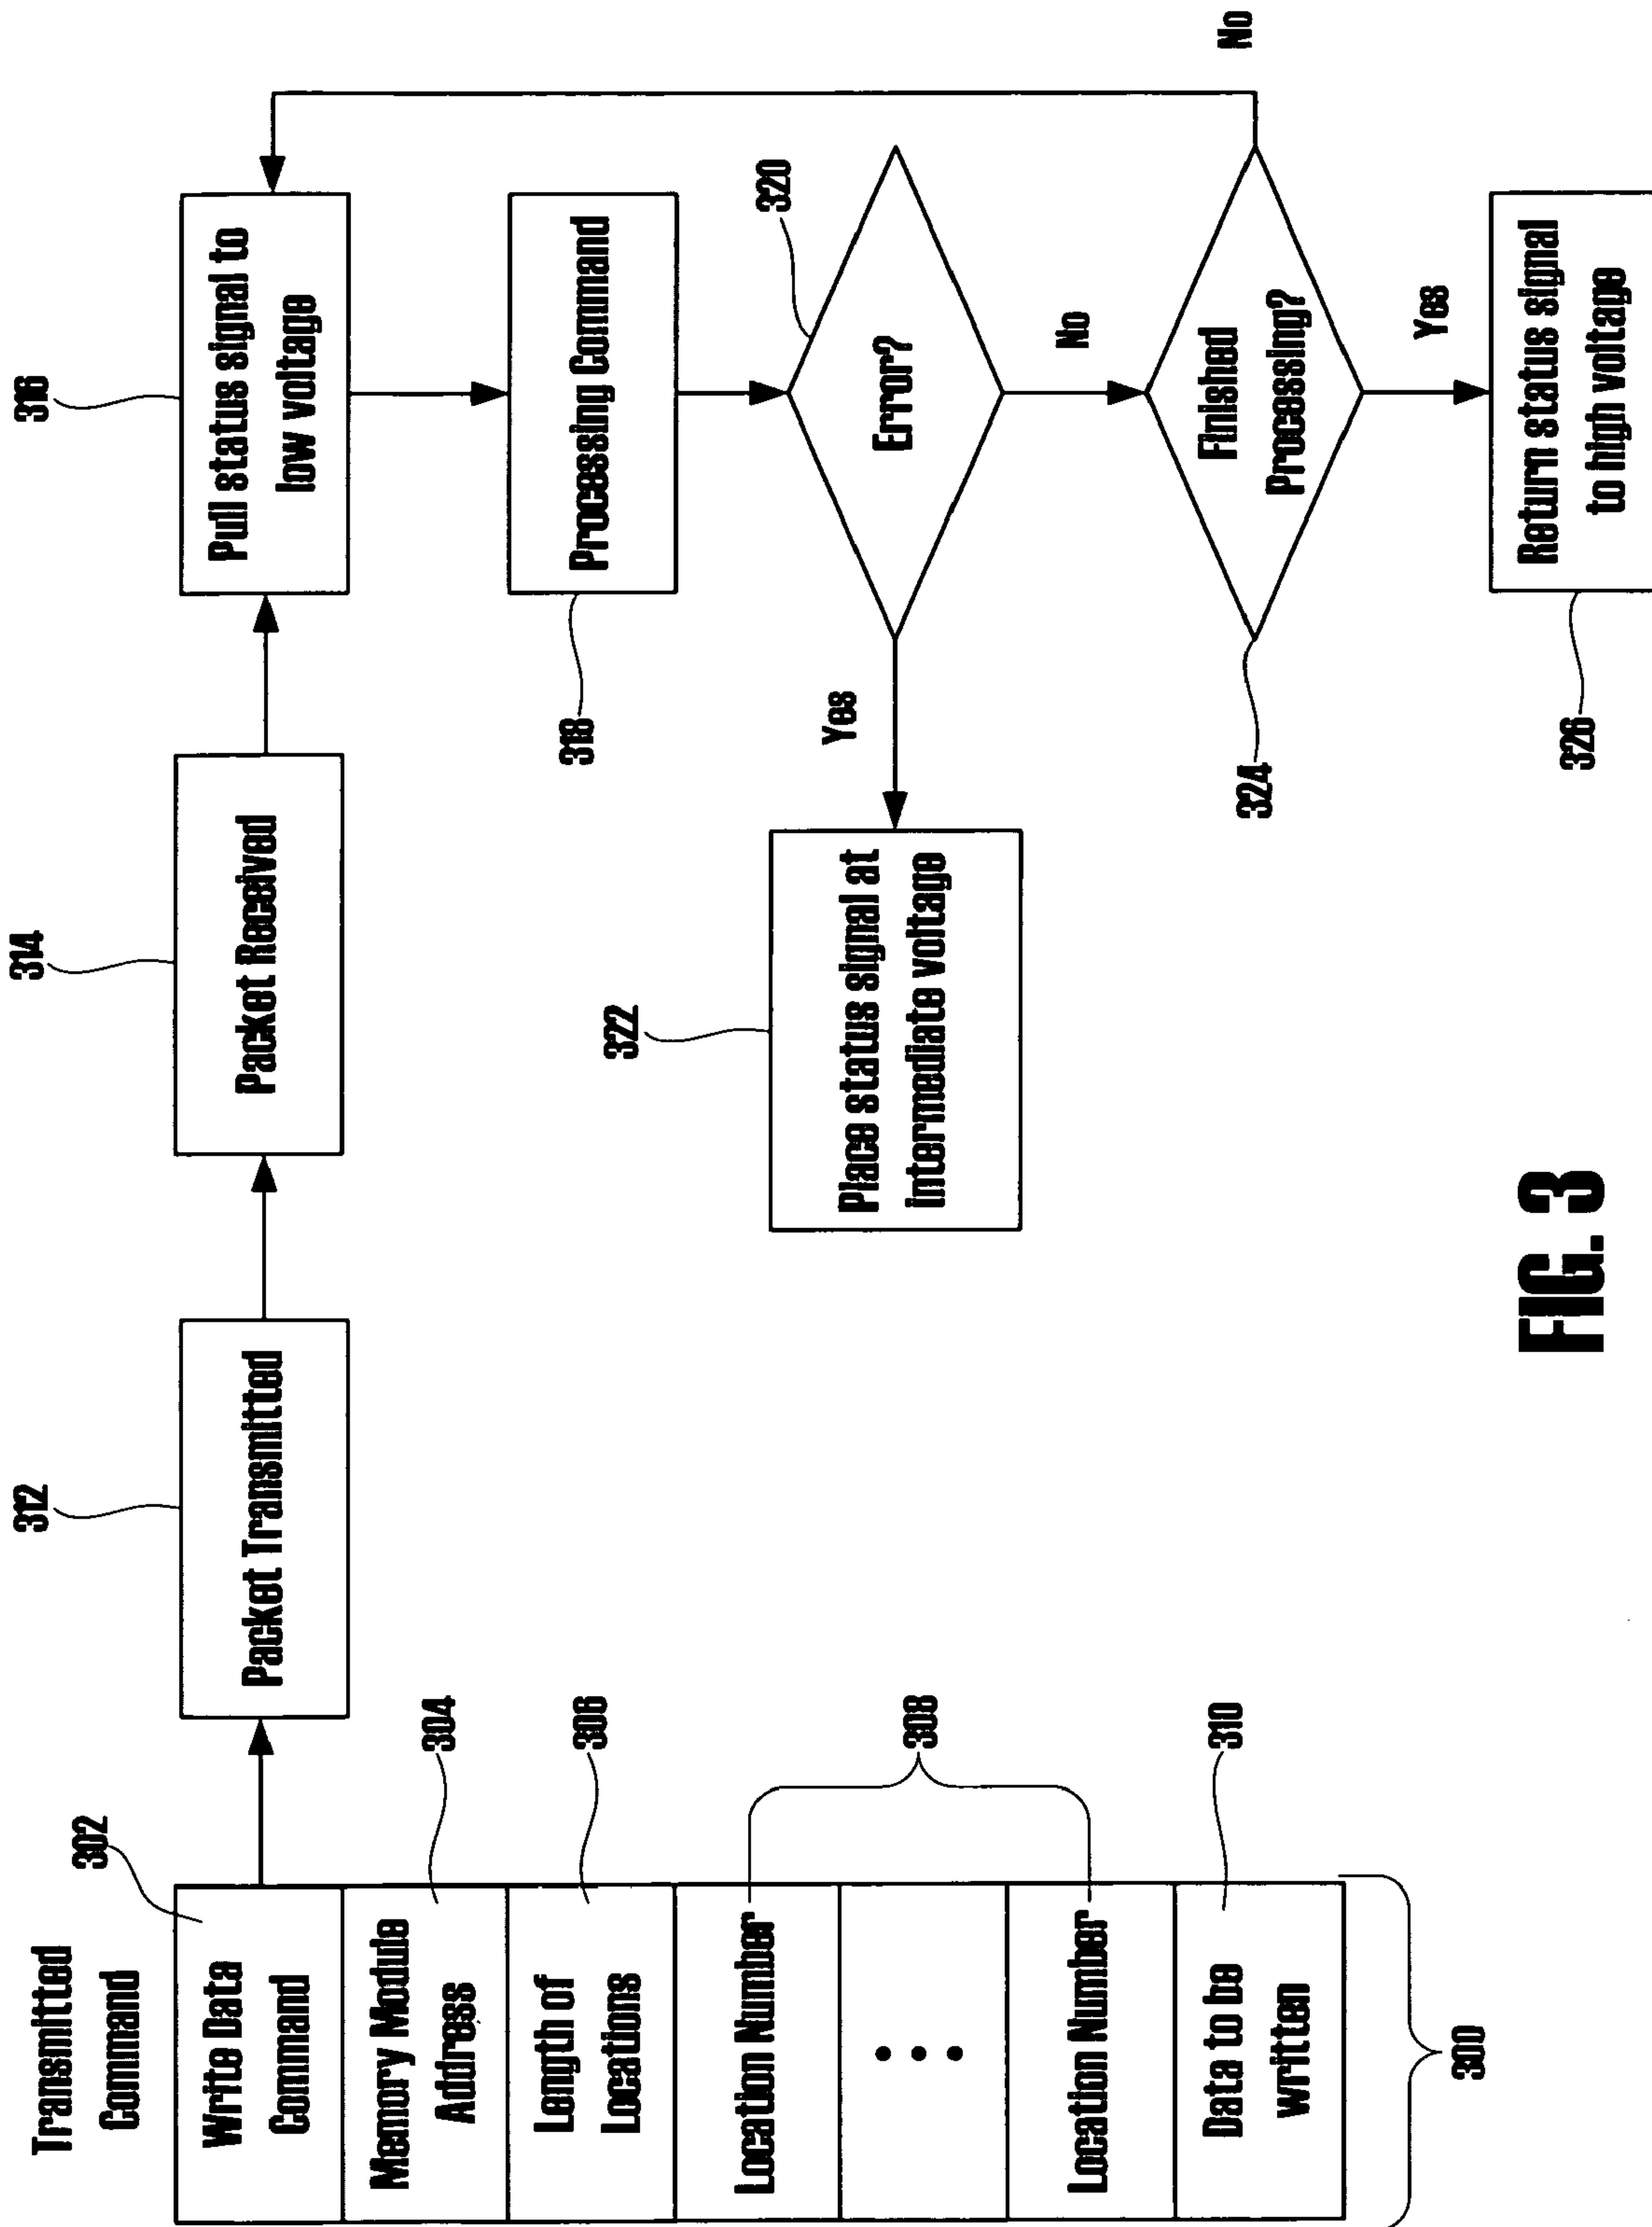 Transmitted
Command
302
Write Data
Command
304
Memory Module
Address
306
Length of
Locations
Location Number
308
Location Number
310
Data to be
written
300
312
Packet Transmitted
314
Packet Received
316
Pull status signal to
low voltage
318
Processing Command
320
Error?
Yes
No
322
Place status signal at
intermediate voltage
324
Finished
Processing?
No
Yes
326
Return status signal
to high voltage
FIG. 3